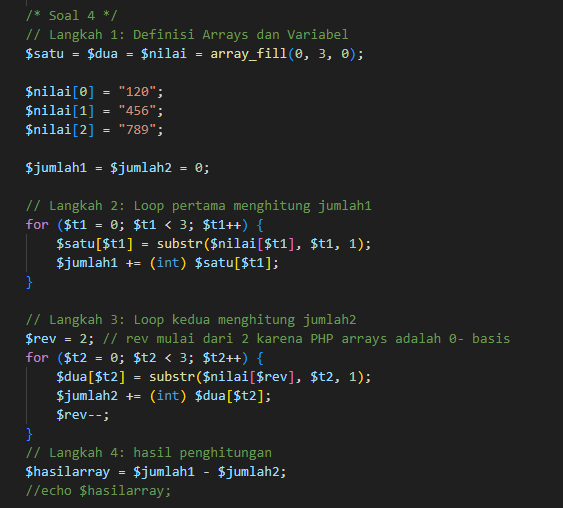 /* Soal 4 */
// Langkah 1: Definisi Arrays dan Variabel
$satu = $dua = $nilai = array_fill(0, 3, 0);
$nilai[0] = "120";
$nilai[1] = "456";
$nilai[2] = "789";
$jumlah1 = $jumlah2 = 0;
// Langkah 2: Loop pertama menghitung jumlah1
for ($t1 = 0; $t1 < 3; $t1++) {
    $satu[$t1] = substr($nilai[$t1], $t1, 1);
    $jumlah1 += (int) $satu[$t1];
}
// Langkah 3: Loop kedua menghitung jumlah2
$rev = 2; // rev mulai dari 2 karena PHP arrays adalah 0- basis
for ($t2 = 0; $t2 < 3; $t2++) {
    $dua[$t2] = substr($nilai[$rev], $t2, 1);
    $jumlah2 += (int) $dua[$t2];
    $rev--;
}
// Langkah 4: hasil penghitungan
$hasilarray = $jumlah1 - $jumlah2;
//echo $hasilarray;